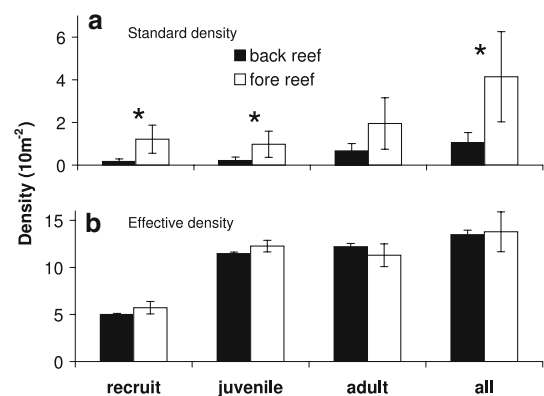 a Standard density
back reef
fore reef
6
4
2
0
*
*
*
Density (10m⁻²)
b Effective density
15
10
5
0
recruit juvenile adult all